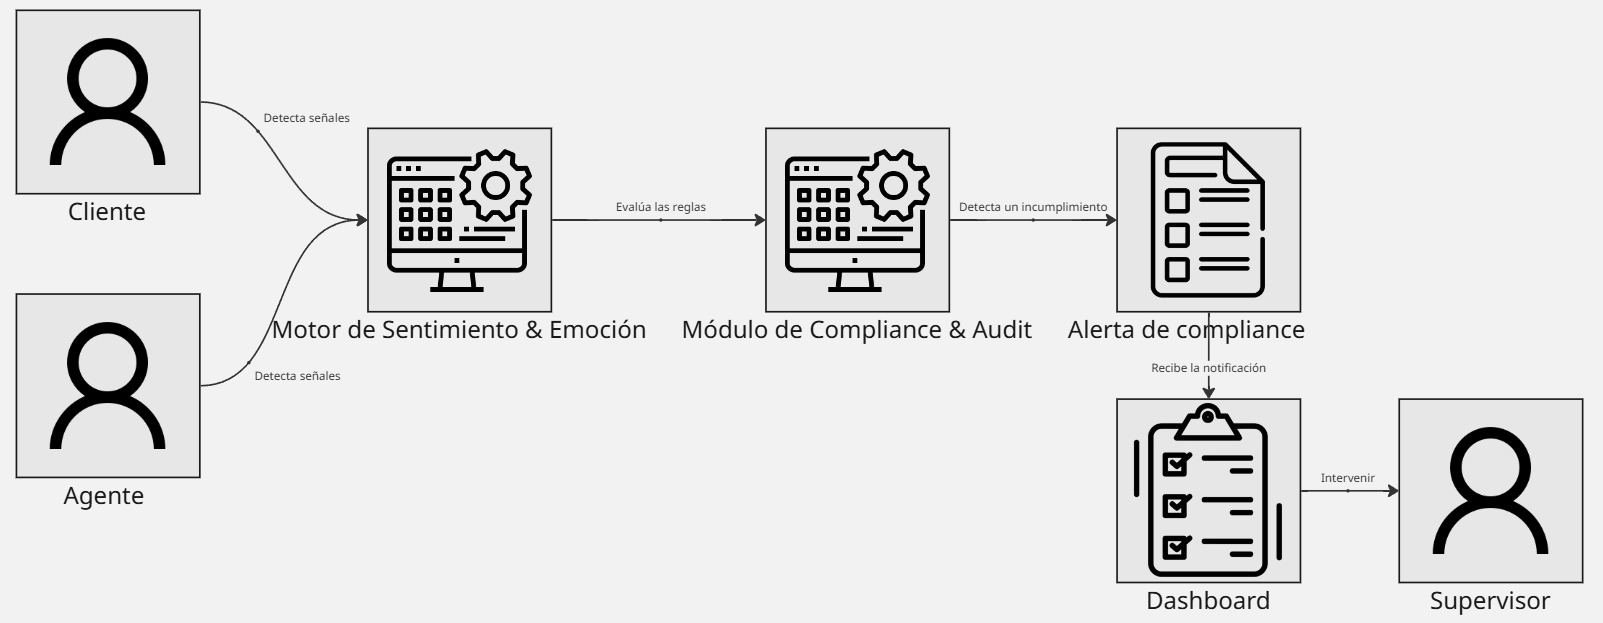 Detecta señales
Cliente
Evalúa las reglas
Detecta un incumplimiento
Motor de Sentimiento & Emoción
Módulo de Compliance & Audit
Alerta de compliance
Detecta señales
Recibe la notificación
Agente
Intervenir
Dashboard
Supervisor